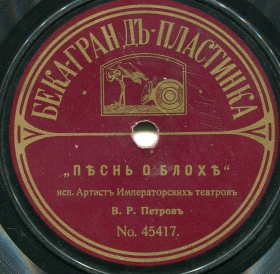 БЕКА-ГРАНДЪ-ПЛАСТИНКА
„ПѢСНЬ О БЛОХѢ“
исп. Артистъ Императорскихъ театровъ
В. Р. Петровъ
No. 45417.